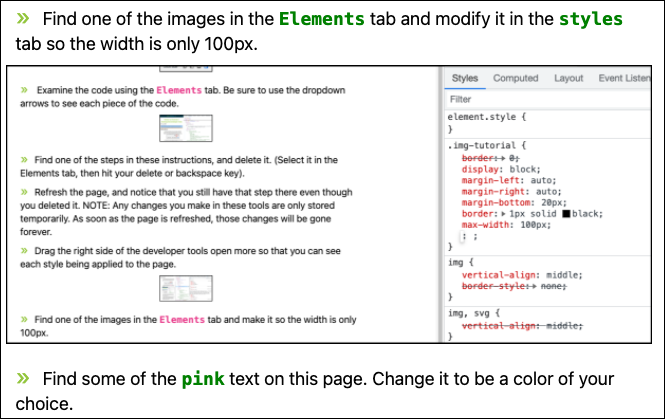 » Find one of the images in the Elements tab and modify it in the styles
tab so the width is only 100px.
» Examine the code using the Elements tab. Be sure to use the dropdown
arrows to see each piece of the code.
» Find one of the steps in these instructions, and delete it. (Select it in the
Elements tab, then hit your delete or backspace key).
» Refresh the page, and notice that you still have that step there even though
you deleted it. NOTE: Any changes you make in these tools are only stored
temporarily. As soon as the page is refreshed, those changes will be gone
forever.
» Drag the right side of the developer tools open more so that you can see
each style being applied to the page.
» Find one of the images in the Elements tab and make it so the width is only
100px.
Styles Computed Layout Event Listen
Filter
element.style {
}
.img-tutorial {
border:▸ 0;
display: block;
margin-left: auto;
margin-right: auto;
margin-bottom: 20px;
border:▸ 1px solid black;
max-width: 100px;
: ;
}
img {
vertical-align: middle;
border-style:▸ none;
}
img, svg {
vertical-align: middle;
}
» Find some of the pink text on this page. Change it to be a color of your
choice.